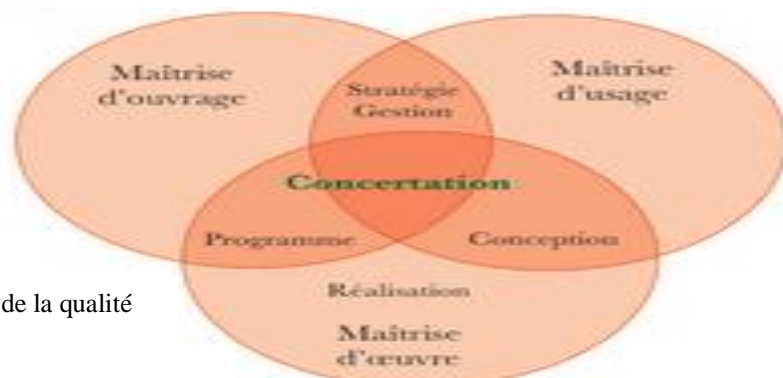 Maîtrise
d'ouvrage
Maîtrise
d'usage
Stratégie
Gestion
Concertation
Programme
Conception
Réalisation
de la qualité
Maîtrise
d'œuvre